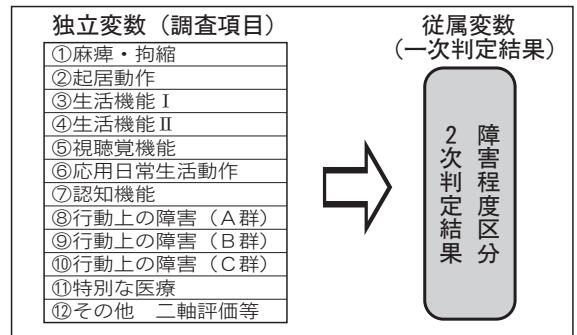 独立変数（調査項目）
①麻痺・拘縮
②起居動作
③生活機能Ⅰ
④生活機能Ⅱ
⑤視聴覚機能
⑥応用日常生活動作
⑦認知機能
⑧行動上の障害（Ａ群）
⑨行動上の障害（Ｂ群）
⑩行動上の障害（Ｃ群）
⑪特別な医療
⑫その他　二軸評価等
従属変数
（一次判定結果）
障害程度区分
２次判定結果